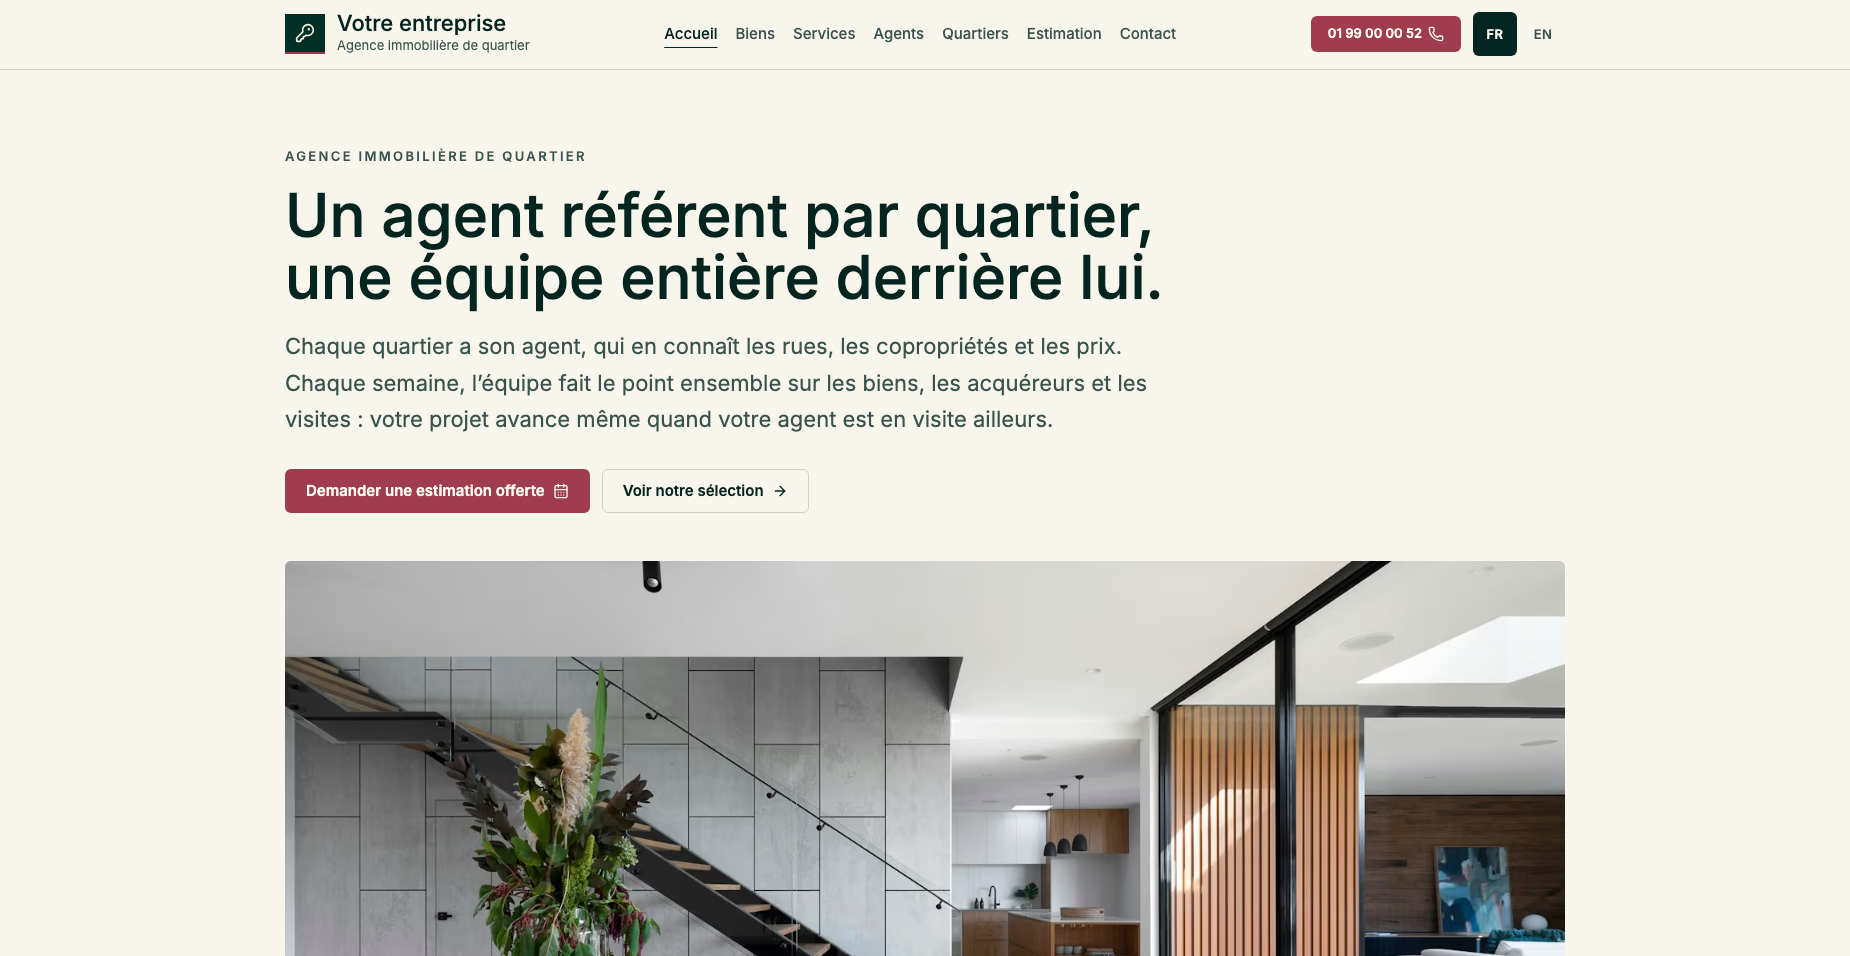 Votre entreprise
Agence immobilière de quartier
Accueil
Biens
Services
Agents
Quartiers
Estimation
Contact
01 99 00 00 52
FR
EN
AGENCE IMMOBILIÈRE DE QUARTIER
Un agent référent par quartier,
une équipe entière derrière lui.
Chaque quartier a son agent, qui en connaît les rues, les copropriétés et les prix.
Chaque semaine, l’équipe fait le point ensemble sur les biens, les acquéreurs et les
visites : votre projet avance même quand votre agent est en visite ailleurs.
Demander une estimation offerte
Voir notre sélection